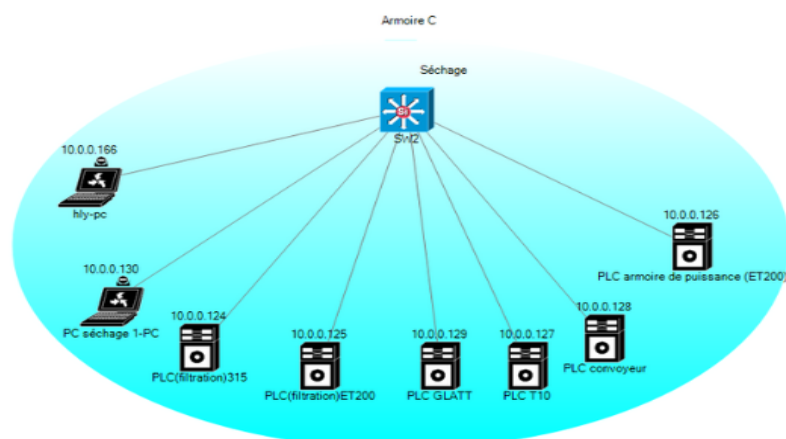 Armoire C
Séchage
Si
SW2
10.0.0.166
hly-pc
10.0.0.126
PLC armoire de puissance (ET200)
10.0.0.130
PC séchage 1-PC
10.0.0.124
PLC(filtration)315
10.0.0.125
PLC(filtration)ET200
10.0.0.129
PLC GLATT
10.0.0.127
PLC T10
10.0.0.128
PLC convoyeur